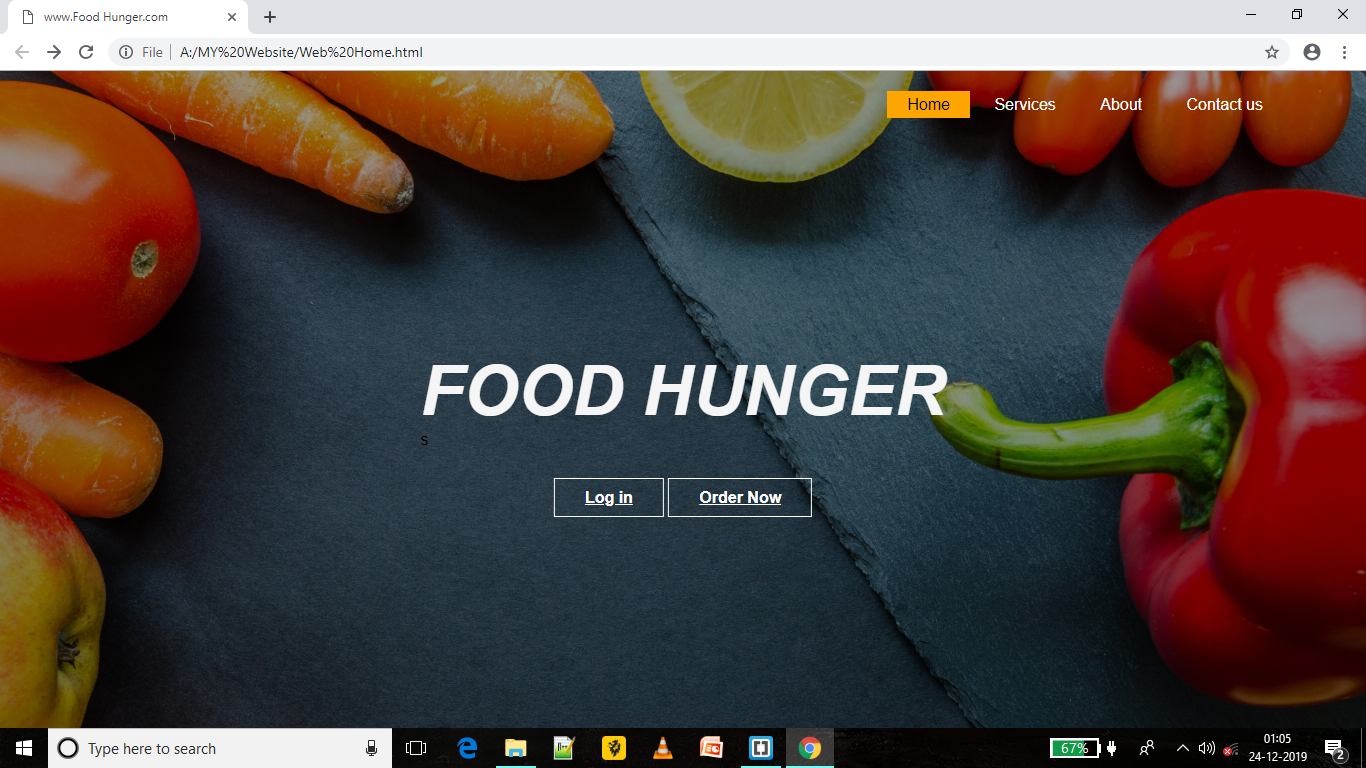 www.Food Hunger.com
File A:/MY%20Website/Web%20Home.html
Home Services About Contact us
FOOD HUNGER
s
Log in Order Now
Type here to search
67%
01:05
24-12-2019
2